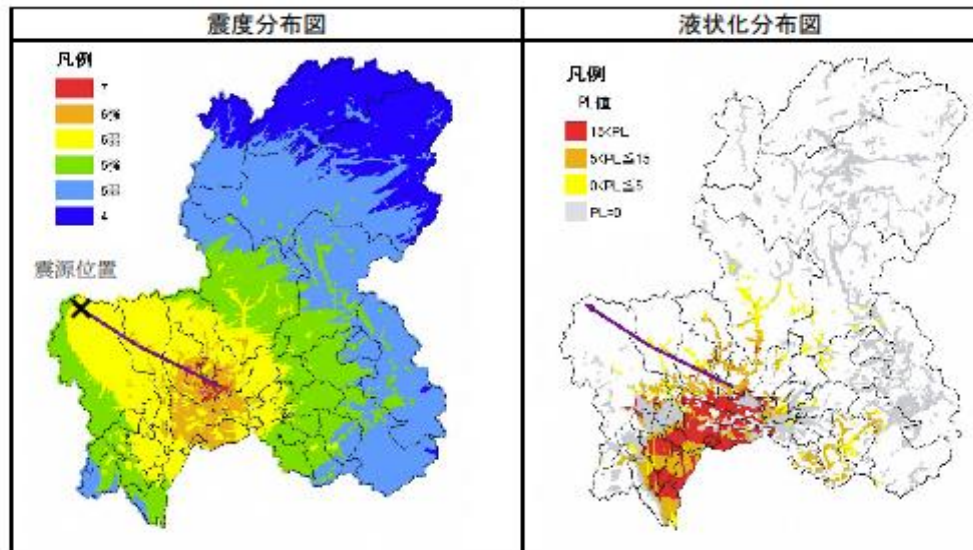 震度分布図
液状化分布図
凡例
7
6強
6弱
5強
5弱
4
震源位置
凡例
PL値
15<PL
5<PL≦15
0<PL≦5
PL=0